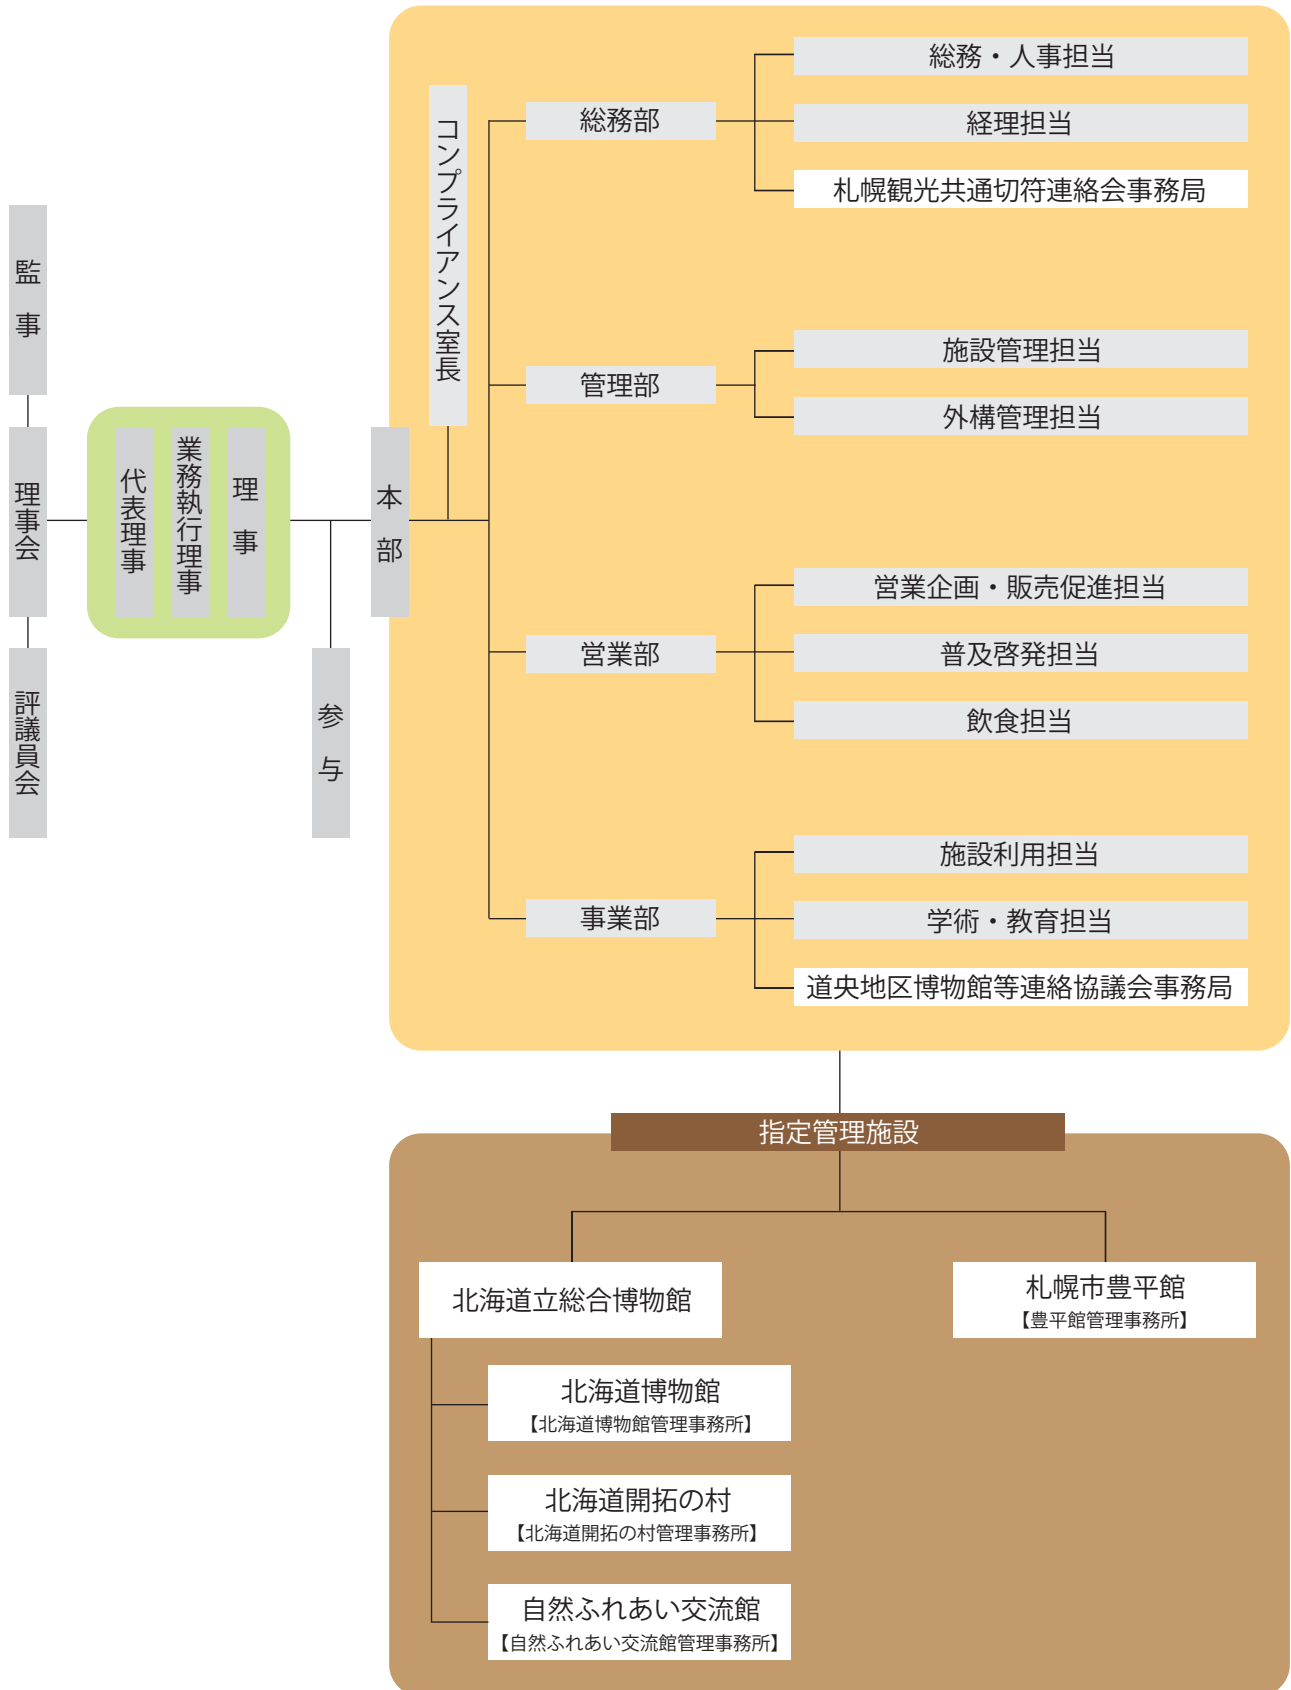 監事
理事会
評議員会
代表理事
業務執行理事
理事
参与
本部
コンプライアンス室長
総務部
総務・人事担当
経理担当
札幌観光共通切符連絡会事務局
管理部
施設管理担当
外構管理担当
営業部
営業企画・販売促進担当
普及啓発担当
飲食担当
事業部
施設利用担当
学術・教育担当
道央地区博物館等連絡協議会事務局
指定管理施設
北海道立総合博物館
北海道博物館
【北海道博物館管理事務所】
北海道開拓の村
【北海道開拓の村管理事務所】
自然ふれあい交流館
【自然ふれあい交流館管理事務所】
札幌市豊平館
【豊平館管理事務所】